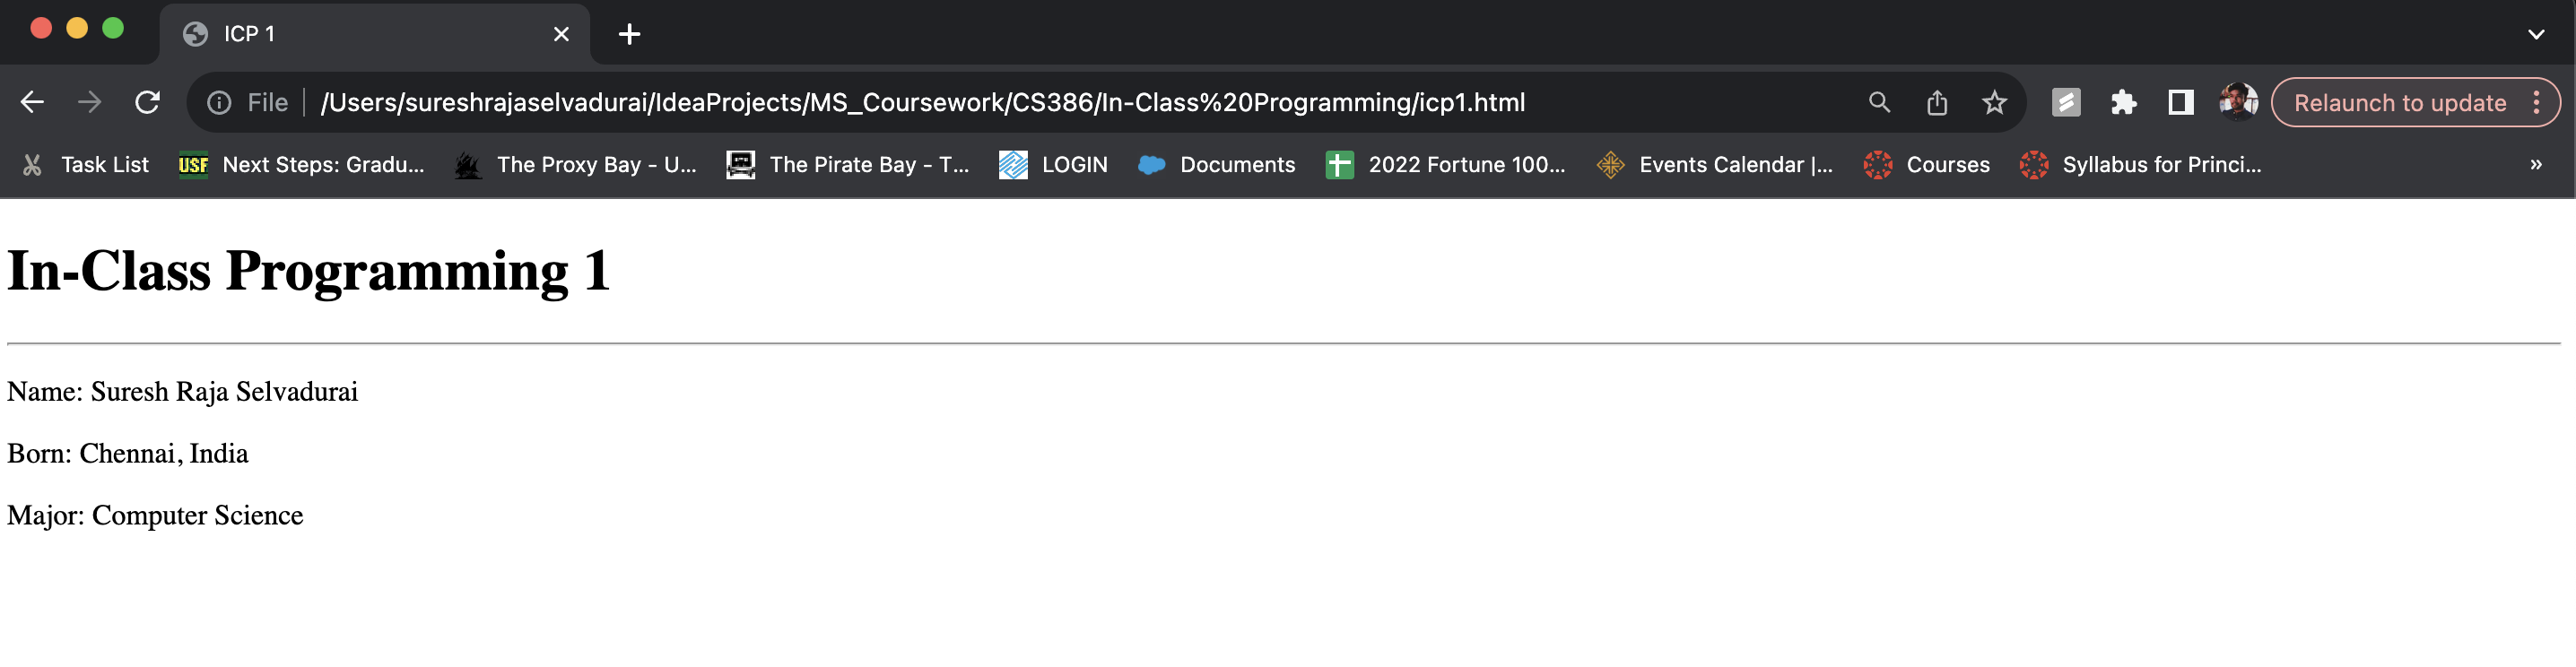 ICP 1
File /Users/sureshrajaselvadurai/IdeaProjects/MS_Coursework/CS386/In-Class%20Programming/icp1.html Relaunch to update
Task List USF Next Steps: Gradu... The Proxy Bay - U... The Pirate Bay - T... LOGIN Documents 2022 Fortune 100... Events Calendar |... Courses Syllabus for Princi... »
In-Class Programming 1
Name: Suresh Raja Selvadurai
Born: Chennai, India
Major: Computer Science